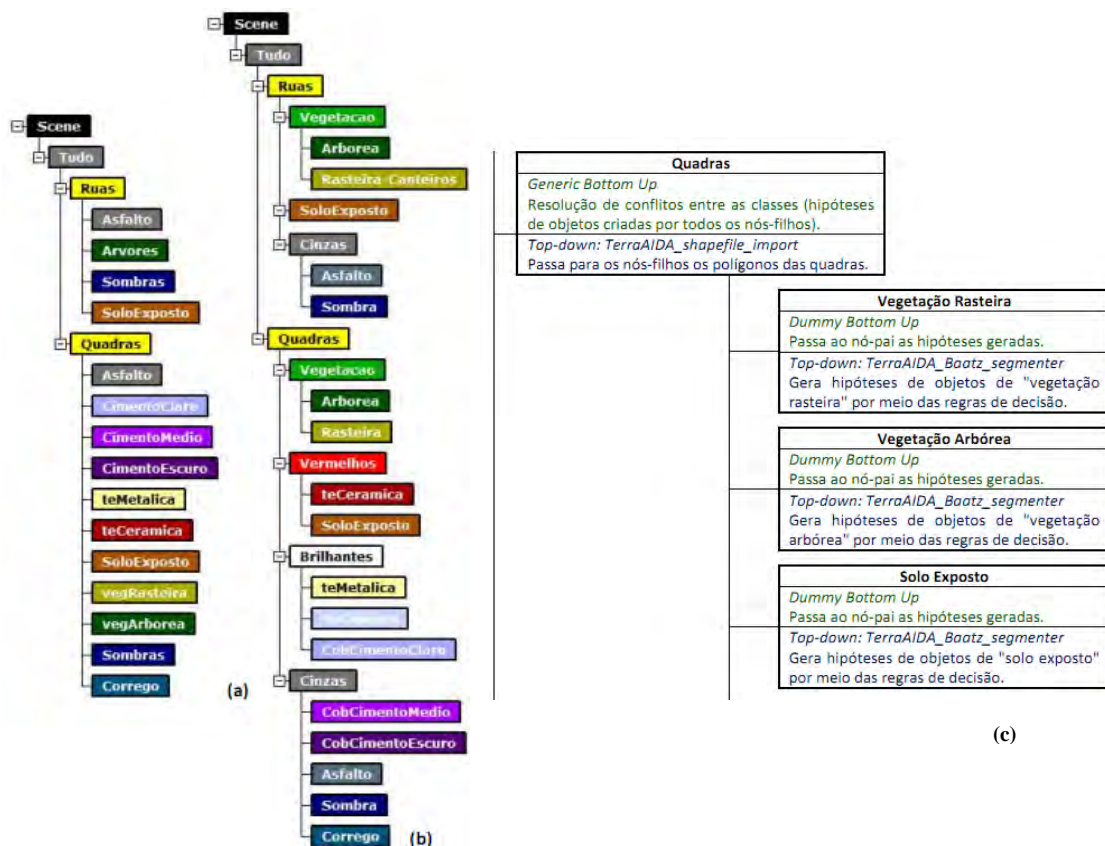 Scene
Tudo
Ruas
Asfalto
Arvores
Sombras
SoloExposto
Quadras
Asfalto
CimentoClaro
CimentoMedio
CimentoEscuro
teMetalica
teCeramica
SoloExposto
vegRasteira
vegArborea
Sombras
Corrego
(a)
Scene
Tudo
Ruas
Vegetacao
Arborea
Rasteira-Canteiros
SoloExposto
Cinzas
Asfalto
Sombra
Quadras
Vegetacao
Arborea
Rasteira
Vermelhos
teCeramica
SoloExposto
Brilhantes
teMetalica
CobCimentoClaro
Cinzas
CobCimentoMedio
CobCimentoEscuro
Asfalto
Sombra
Corrego
(b)
Quadras
Generic Bottom Up
Resolução de conflitos entre as classes (hipóteses
de objetos criadas por todos os nós-filhos).
Top-down: TerraAIDA_shapefile_import
Passa para os nós-filhos os polígonos das quadras.
Vegetação Rasteira
Dummy Bottom Up
Passa ao nó-pai as hipóteses geradas.
Top-down: TerraAIDA_Baatz_segmenter
Gera hipóteses de objetos de "vegetação
rasteira" por meio das regras de decisão.
Vegetação Arbórea
Dummy Bottom Up
Passa ao nó-pai as hipóteses geradas.
Top-down: TerraAIDA_Baatz_segmenter
Gera hipóteses de objetos de "vegetação
arbórea" por meio das regras de decisão.
Solo Exposto
Dummy Bottom Up
Passa ao nó-pai as hipóteses geradas.
Top-down: TerraAIDA_Baatz_segmenter
Gera hipóteses de objetos de "solo exposto"
por meio das regras de decisão.
(c)